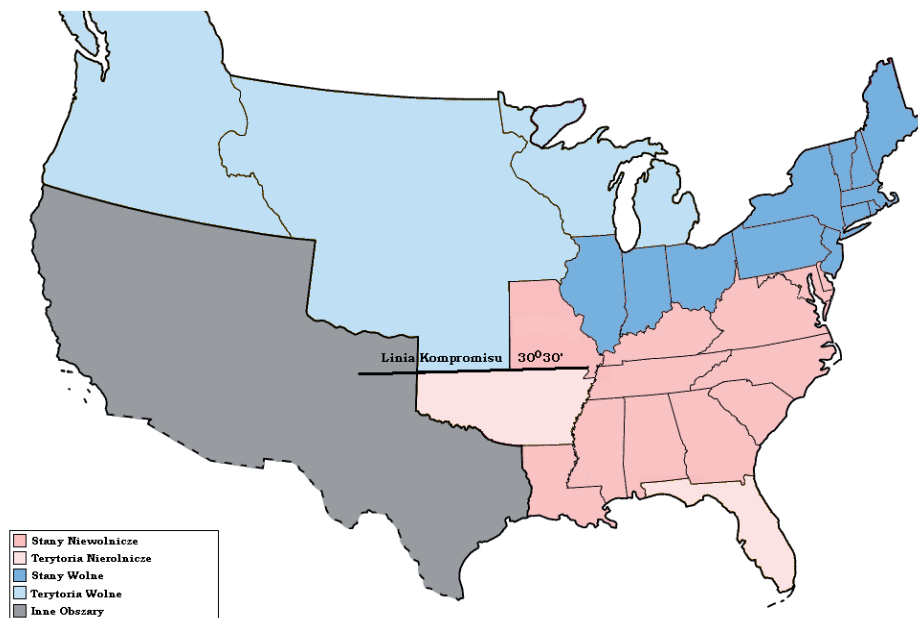 Linia Kompromisu 30⁰30'
Stany Niewolnicze
Terytoria Nierolnicze
Stany Wolne
Terytoria Wolne
Inne Obszary